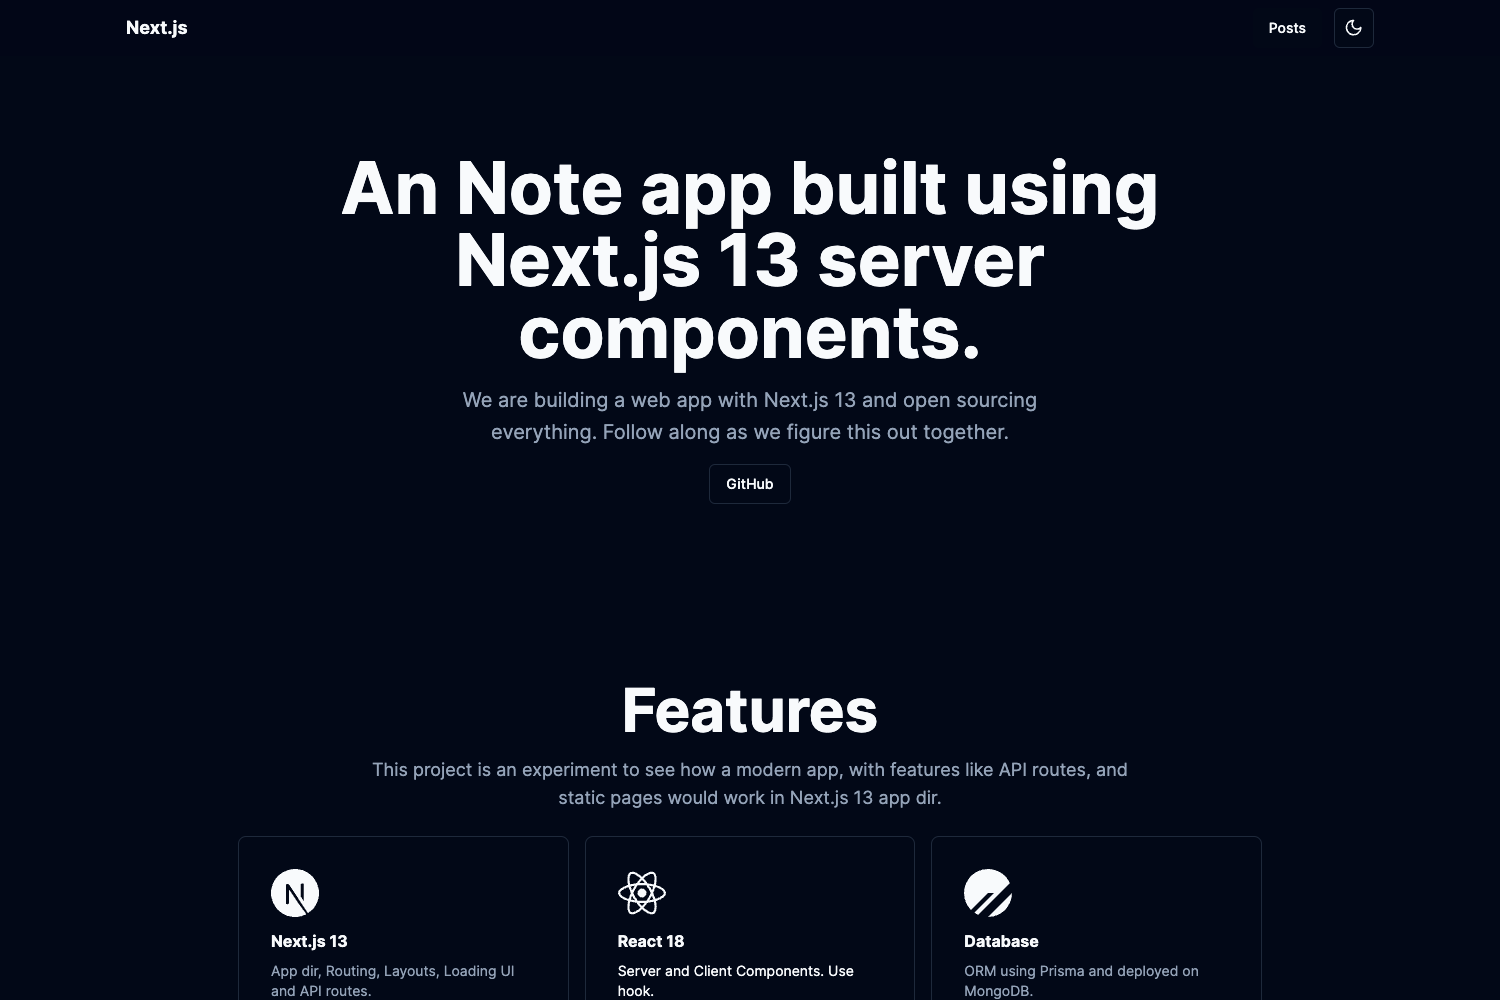 Next.js
Posts
An Note app built using
Next.js 13 server
components.
We are building a web app with Next.js 13 and open sourcing
everything. Follow along as we figure this out together.
GitHub
Features
This project is an experiment to see how a modern app, with features like API routes, and
static pages would work in Next.js 13 app dir.
Next.js 13
App dir, Routing, Layouts, Loading UI
and API routes.
React 18
Server and Client Components. Use
hook.
Database
ORM using Prisma and deployed on
MongoDB.